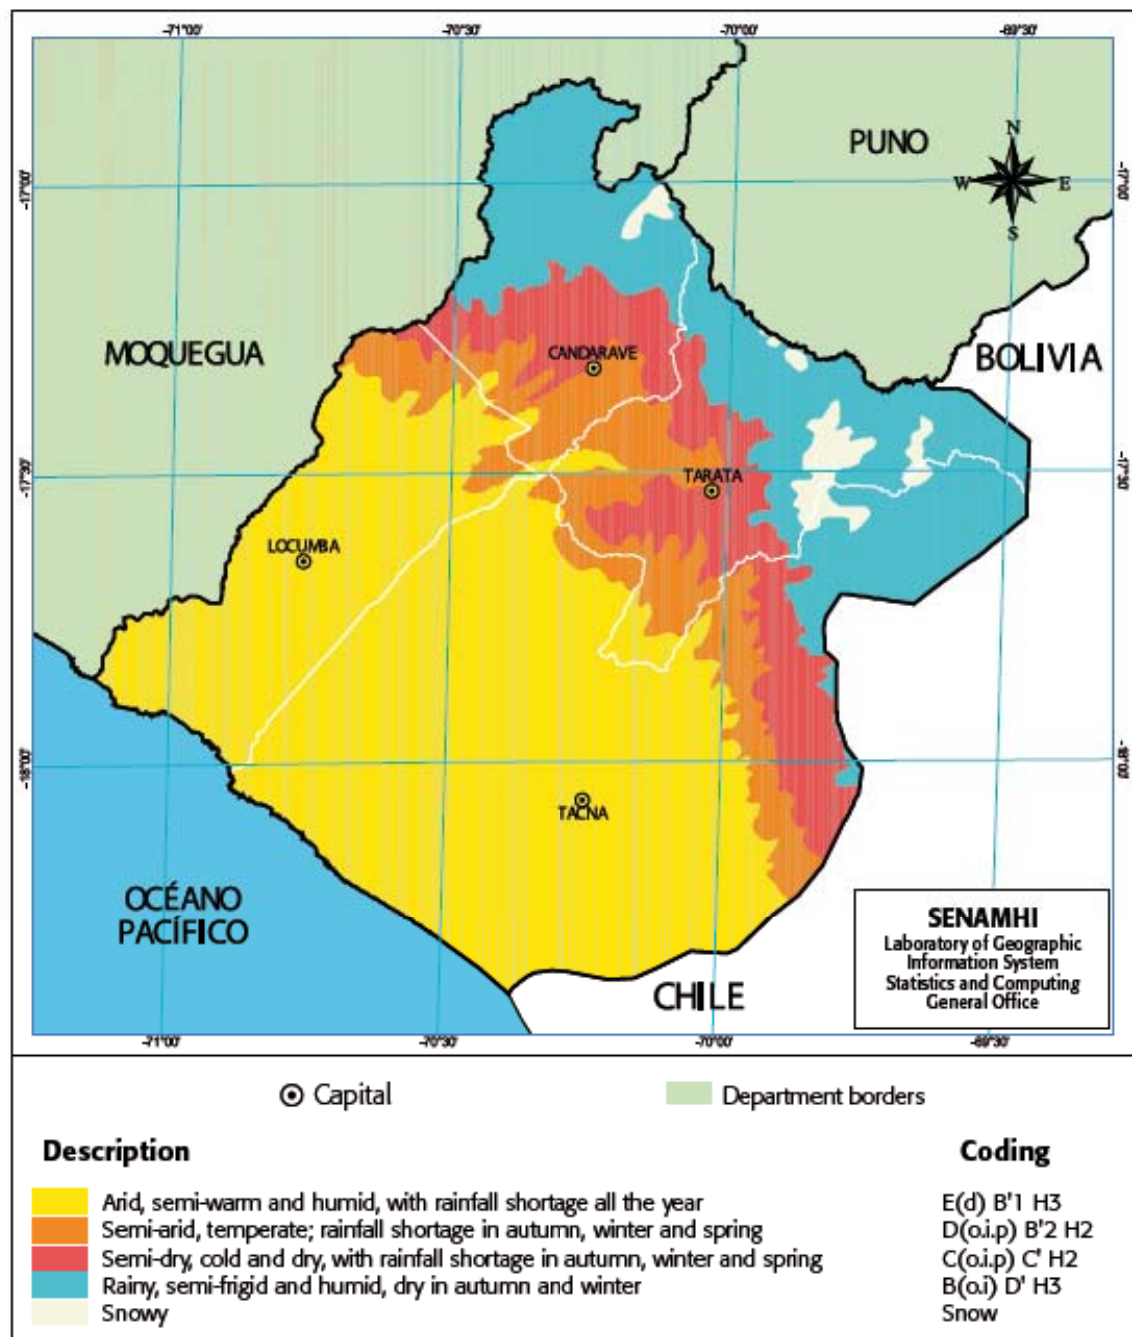 -71°00' -70°30' -70°00' -69°30'
PUNO
N
W E
S
-17°00' -17°00'
MOQUEGUA
CANDARAVE
BOLIVIA
-17°30' -17°30'
TARATA
LOCUMBA
-18°00' -18°00'
TACNA
OCÉANO
PACÍFICO
CHILE
SENAMHI
Laboratory of Geographic
Information System
Statistics and Computing
General Office
-71°00' -70°30' -70°00' -69°30'
Capital Department borders
Description Coding
Arid, semi-warm and humid, with rainfall shortage all the year E(d) B'1 H3
Semi-arid, temperate; rainfall shortage in autumn, winter and spring D(o.i.p) B'2 H2
Semi-dry, cold and dry, with rainfall shortage in autumn, winter and spring C(o.i.p) C' H2
Rainy, semi-frigid and humid, dry in autumn and winter B(o.i) D' H3
Snowy Snow